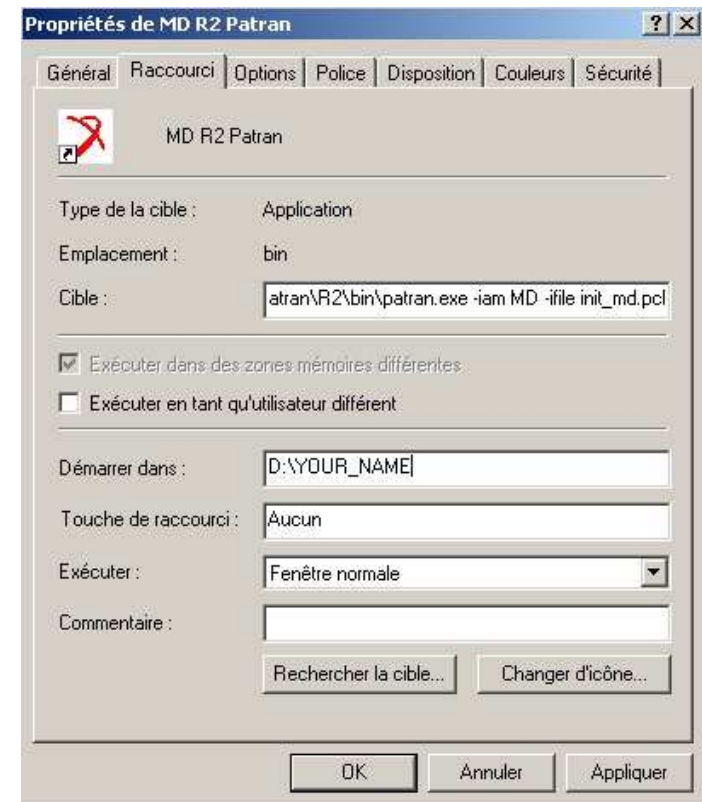 Propriétés de MD R2 Patran ? X
Général Raccourci Options Police Disposition Couleurs Sécurité
MD R2 Patran
Type de la cible : Application
Emplacement : bin
Cible : atran\R2\bin\patran.exe -iam MD -ifile init_md.pcl
Exécuter dans des zones mémoires différentes
Exécuter en tant qu'utilisateur différent
Démarrer dans : D:\YOUR_NAME
Touche de raccourci : Aucun
Exécuter : Fenêtre normale
Commentaire :
Rechercher la cible... Changer d'icône...
OK Annuler Appliquer